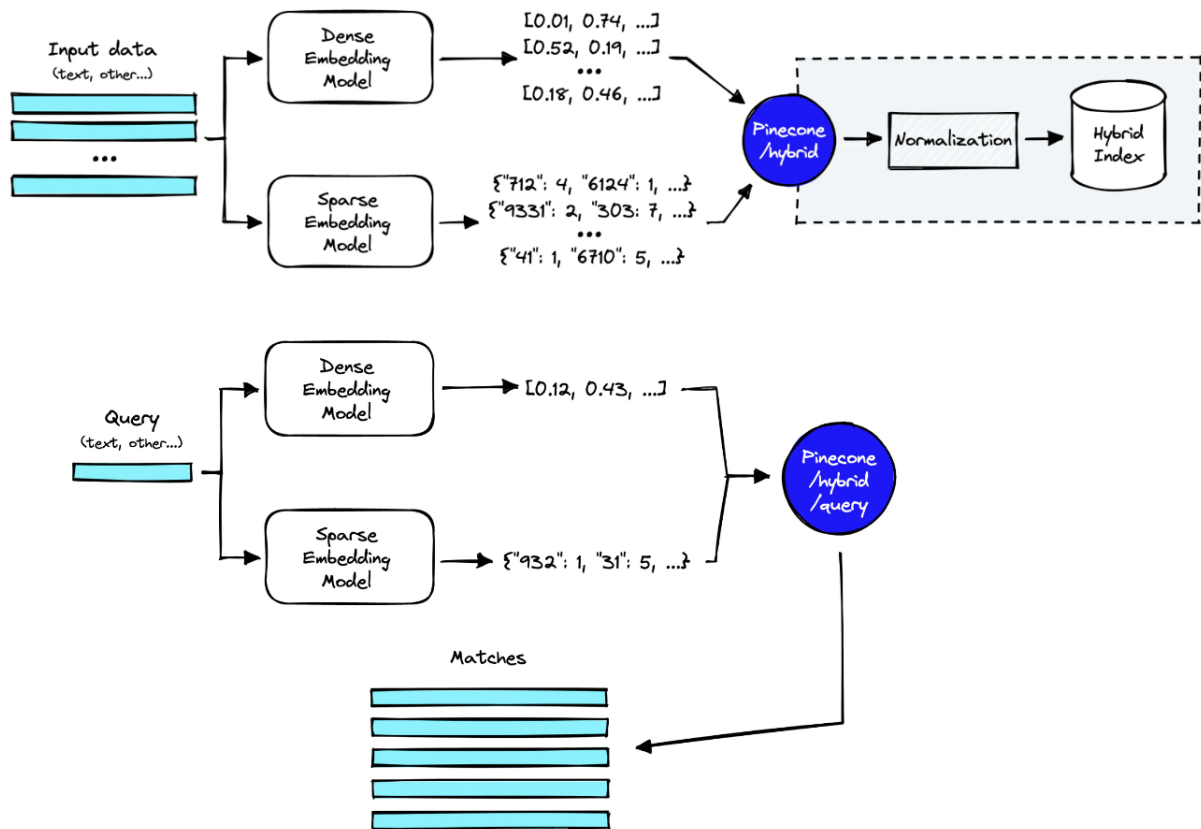 Input data
(text, other...)
...
Dense
Embedding
Model
[0.01, 0.74, ...]
[0.52, 0.19, ...]
...
[0.18, 0.46, ...]
Sparse
Embedding
Model
{"712": 4, "6124": 1, ...}
{"9331": 2, "303": 7, ...}
...
{"41": 1, "6710": 5, ...}
Pinecone
/hybrid
Normalization
Hybrid
Index
Query
(text, other...)
Dense
Embedding
Model
[0.12, 0.43, ...]
Sparse
Embedding
Model
{"932": 1, "31": 5, ...}
Pinecone
/hybrid
/query
Matches